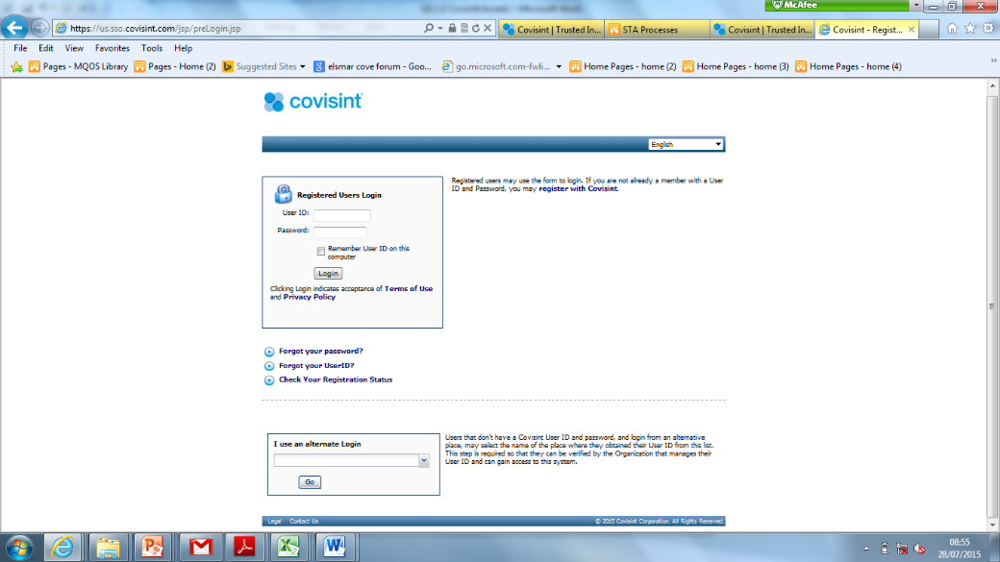 McAfee
https://us.sso.covisint.com/jsp/preLogin.jsp
Covisint | Trusted In...
STA Processes
Covisint | Trusted In...
Covisint - Regist...
File Edit View Favorites Tools Help
Pages - MQOS Library
Pages - Home (2)
Suggested Sites
elsmar cove forum - Goo...
go.microsoft.com-fwli...
Home Pages - home (2)
Home Pages - home (3)
Home Pages - home (4)
covisint
English
Registered Users Login
User ID:
Password:
Remember User ID on this
computer
Login
Clicking Login indicates acceptance of Terms of Use
and Privacy Policy
Registered users may use the form to login. If you are not already a member with a User
ID and Password, you may register with Covisint.
Forgot your password?
Forgot your UserID?
Check Your Registration Status
I use an alternate Login
Go
Users that don't have a Covisint User ID and password, and login from an alternative
place, may select the name of the place where they obtained their User ID from this list.
This step is required so that they can be verified by the Organization that manages their
User ID and can gain access to this system.
Legal Contact Us
© 2015 Covisint Corporation. All Rights Reserved.
08:55
28/07/2015